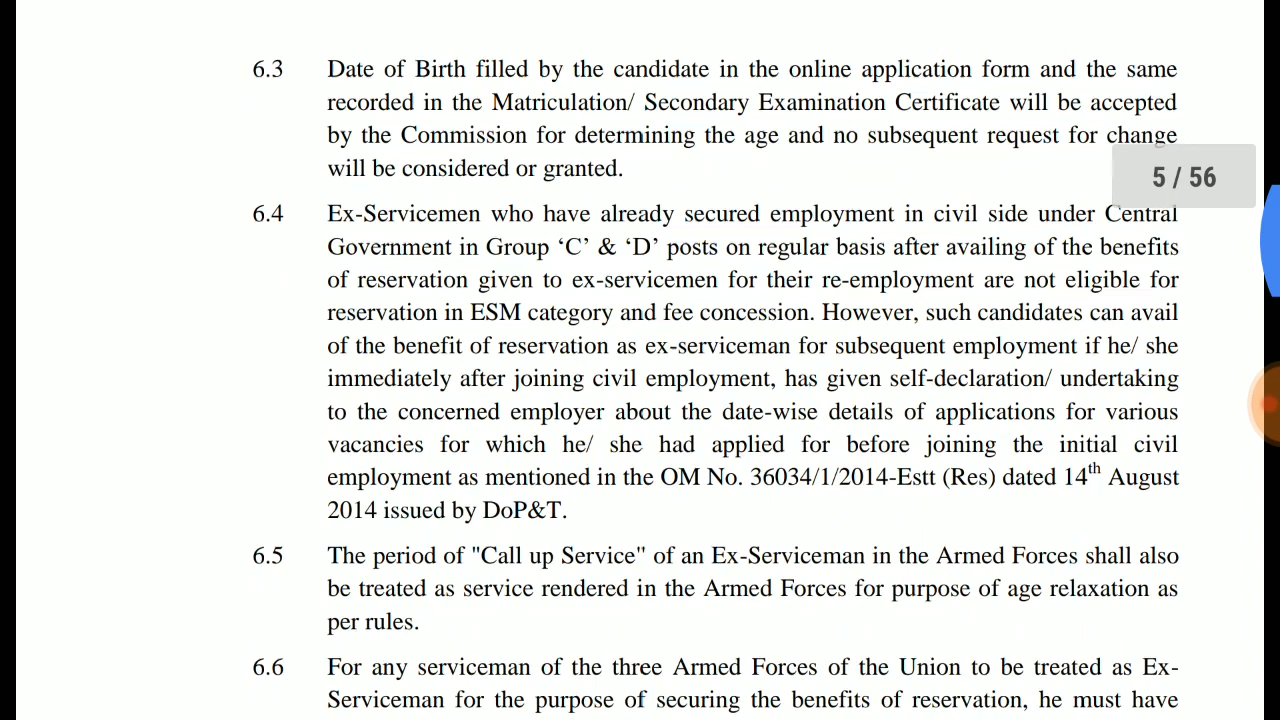 6.3 Date of Birth filled by the candidate in the online application form and the same
recorded in the Matriculation/ Secondary Examination Certificate will be accepted
by the Commission for determining the age and no subsequent request for change
will be considered or granted.
5 / 56
6.4 Ex-Servicemen who have already secured employment in civil side under Central
Government in Group ‘C’ & ‘D’ posts on regular basis after availing of the benefits
of reservation given to ex-servicemen for their re-employment are not eligible for
reservation in ESM category and fee concession. However, such candidates can avail
of the benefit of reservation as ex-serviceman for subsequent employment if he/ she
immediately after joining civil employment, has given self-declaration/ undertaking
to the concerned employer about the date-wise details of applications for various
vacancies for which he/ she had applied for before joining the initial civil
employment as mentioned in the OM No. 36034/1/2014-Estt (Res) dated 14th August
2014 issued by DoP&T.
6.5 The period of "Call up Service" of an Ex-Serviceman in the Armed Forces shall also
be treated as service rendered in the Armed Forces for purpose of age relaxation as
per rules.
6.6 For any serviceman of the three Armed Forces of the Union to be treated as Ex-
Serviceman for the purpose of securing the benefits of reservation, he must have